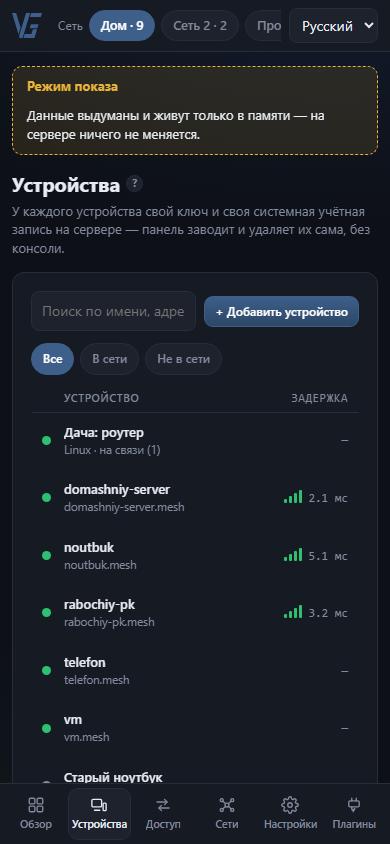 VG
Сеть
Дом · 9
Сеть 2 · 2
Про
Русский
Режим показа
Данные выдуманы и живут только в памяти — на
сервере ничего не меняется.
Устройства ?
У каждого устройства свой ключ и своя системная учётная
запись на сервере — панель заводит и удаляет их сама, без
консоли.
Поиск по имени, адре
+ Добавить устройство
Все
В сети
Не в сети
УСТРОЙСТВО
ЗАДЕРЖКА
Дача: роутер
Linux · на связи (1)
—
domashniy-server
domashniy-server.mesh
2.1 мс
noutbuk
noutbuk.mesh
5.1 мс
rabochiy-pk
rabochiy-pk.mesh
3.2 мс
telefon
telefon.mesh
—
vm
vm.mesh
—
Старый ноутбук
Обзор
Устройства
Доступ
Сети
Настройки
Плагины